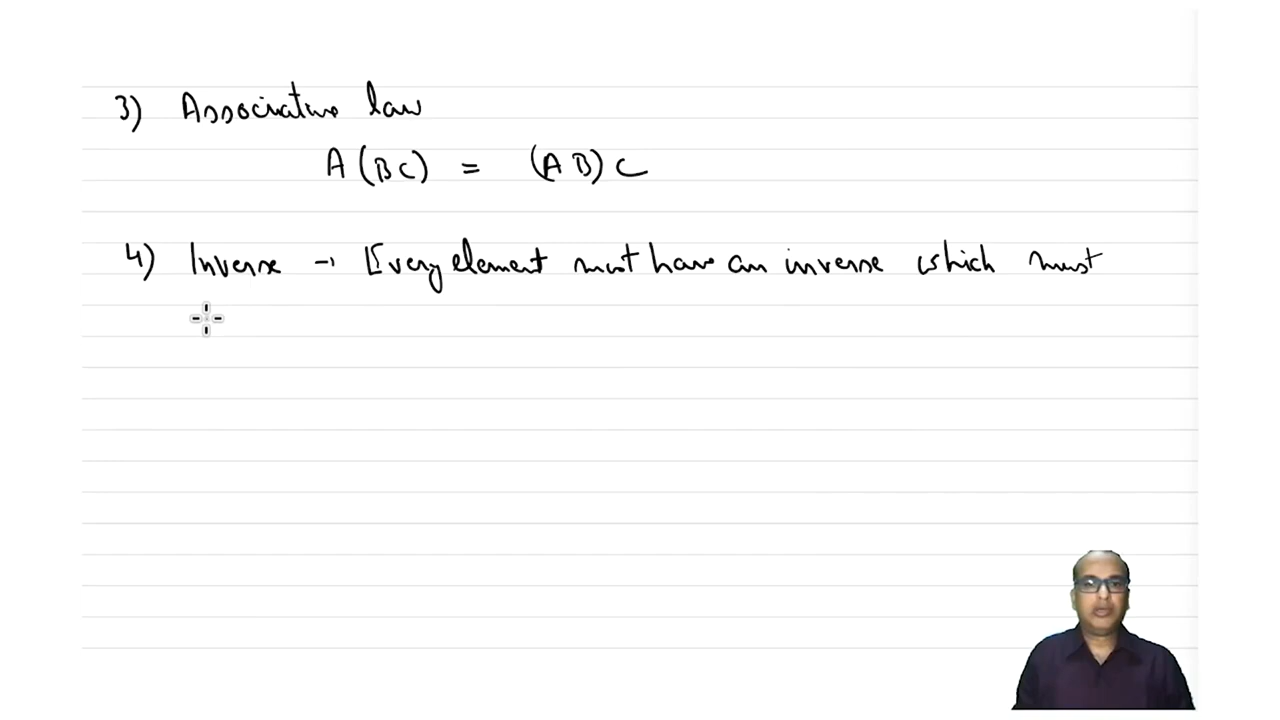 3) Associative law
A(BC) = (AB)C
4) Inverse → Every element must have an inverse which must